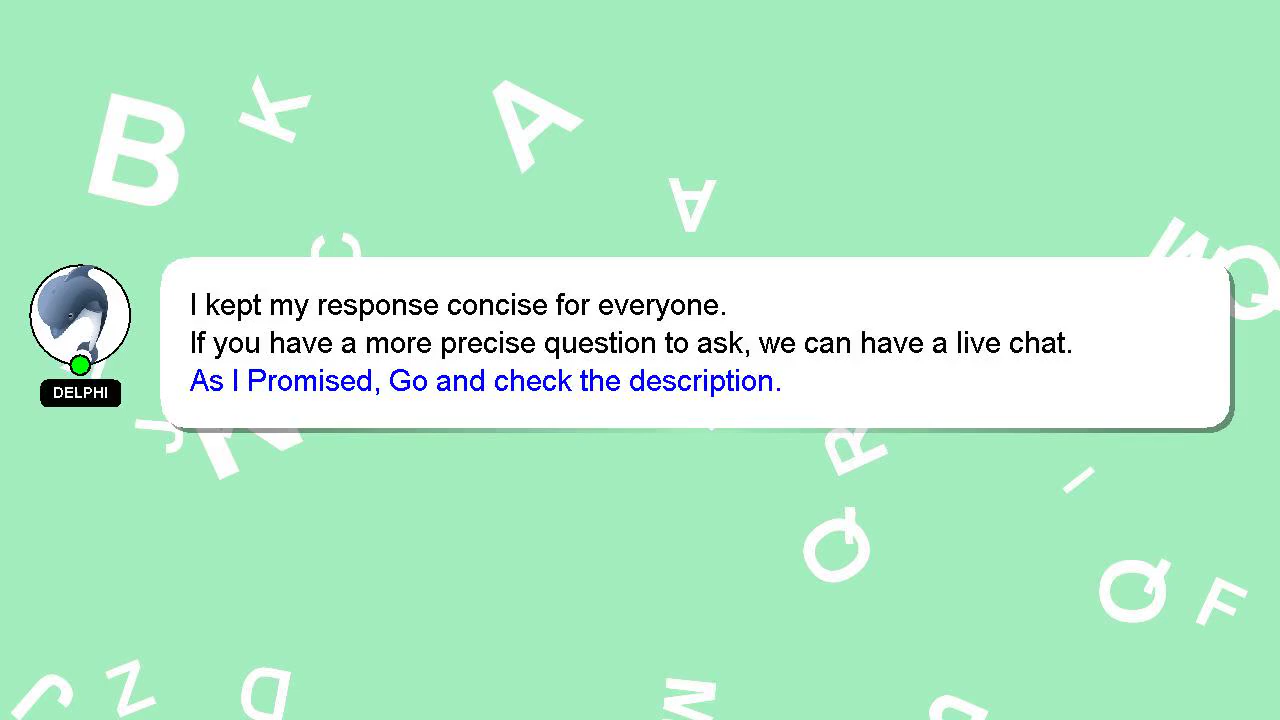 B
K
A
A
C
M
Q
I kept my response concise for everyone.
If you have a more precise question to ask, we can have a live chat.
As I Promised, Go and check the description.
DELPHI
J
R
I
Q
Q
F
J
Z
D
M